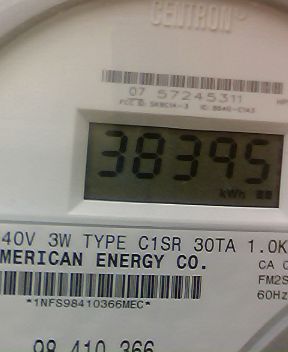 CENTRON®
07 57245311
38395
kWh
40V 3W TYPE C1SR 30TA 1.0K
MERICAN ENERGY CO.
CA
FM2S
60Hz
*1NFS98410366MEC*
98 410 366